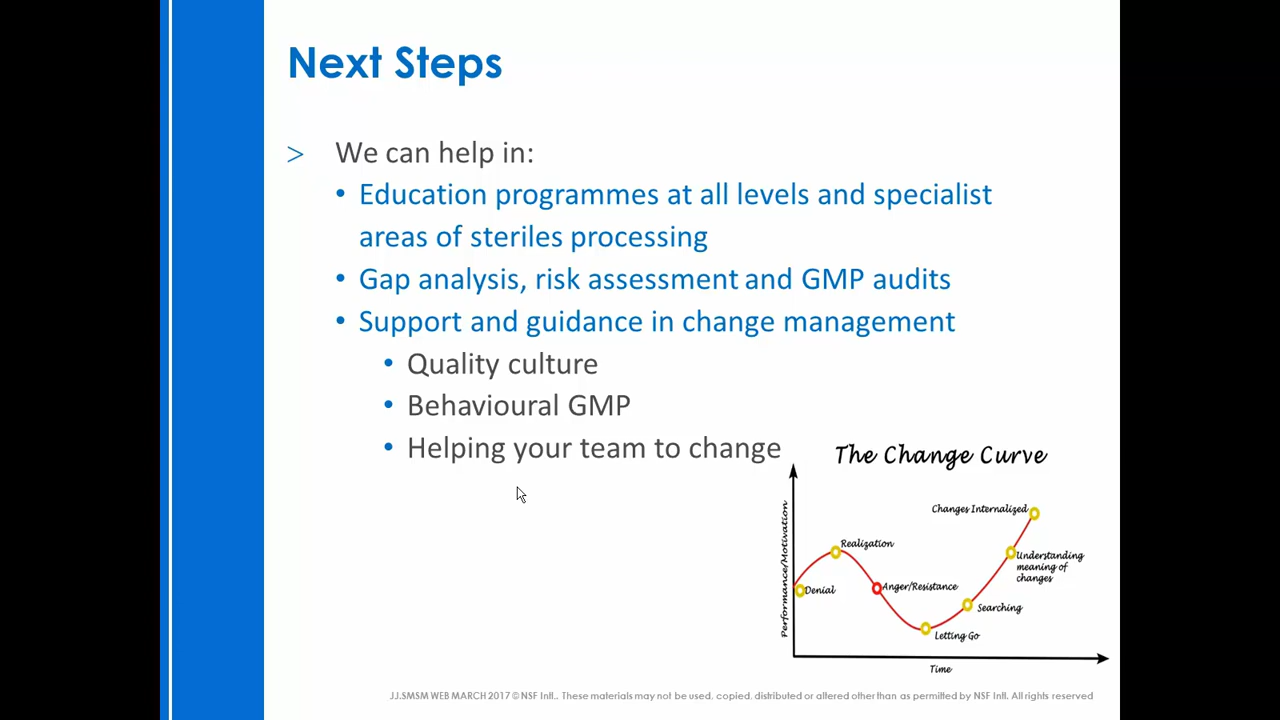 Next Steps
> We can help in:
• Education programmes at all levels and specialist
areas of steriles processing
• Gap analysis, risk assessment and GMP audits
• Support and guidance in change management
• Quality culture
• Behavioural GMP
• Helping your team to change
The Change Curve
Performance/Motivation
Changes Internalized
Realization
Understanding
meaning of
changes
Denial
Anger/Resistance
Searching
Letting Go
Time
JJ.SMSM WEB MARCH 2017 © NSF Intl.. These materials may not be used, copied, distributed or altered other than as permitted by NSF Intl. All rights reserved